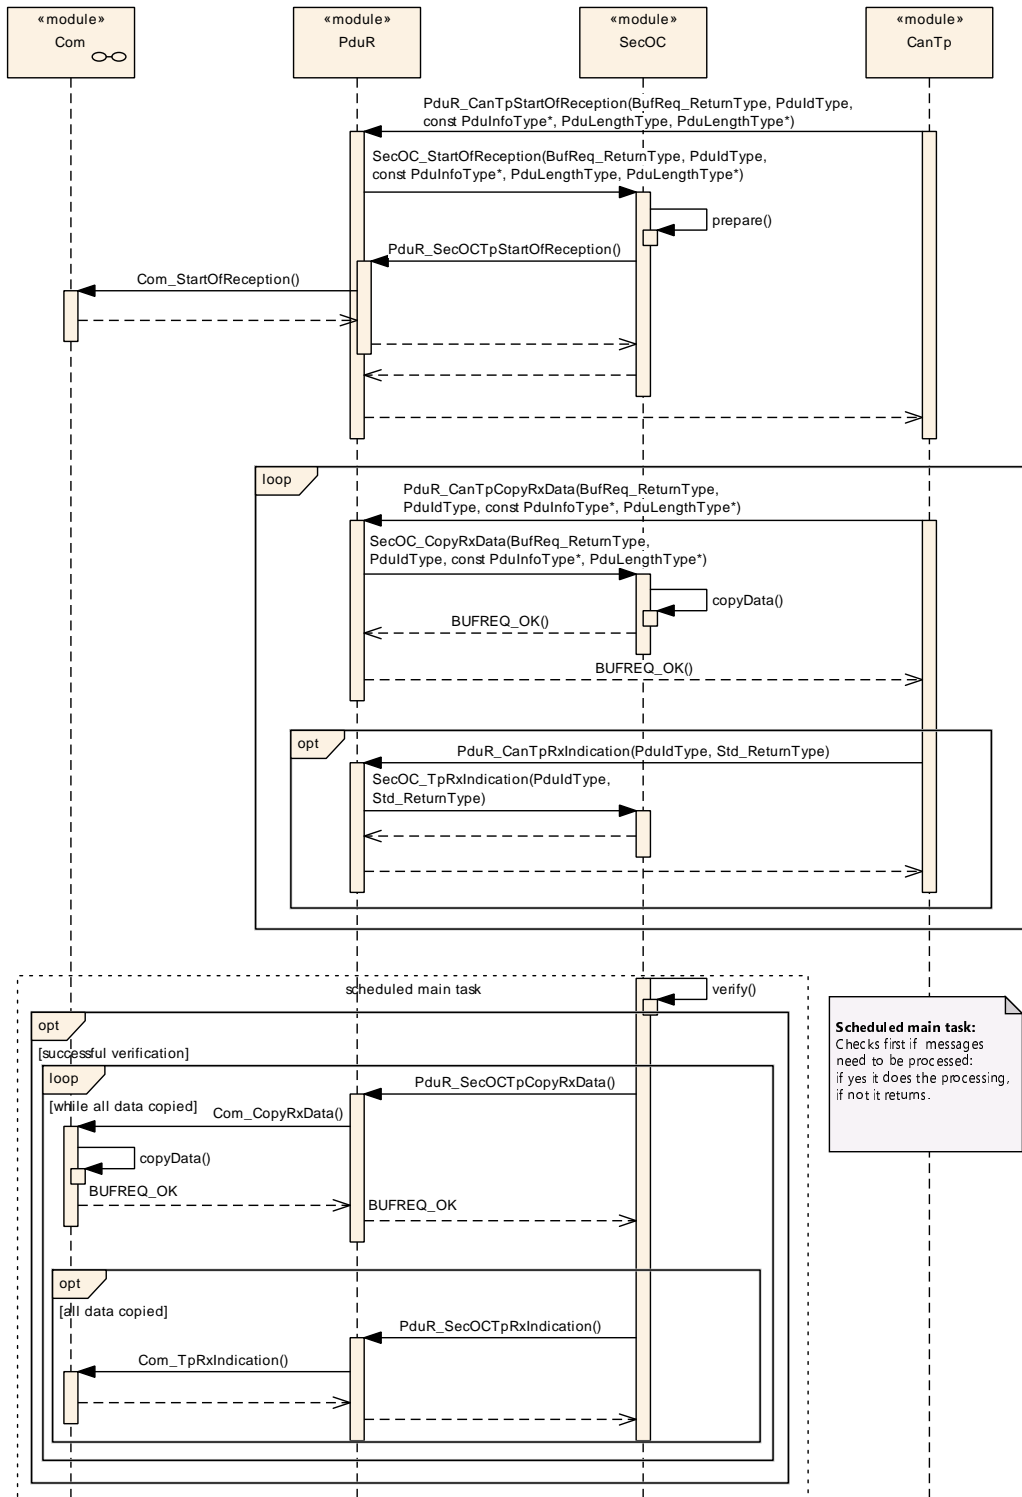 «module»
Com
«module»
PduR
«module»
SecOC
«module»
CanTp
PduR_CanTpStartOfReception(BufReq_ReturnType, PduIdType,
const PduInfoType*, PduLengthType, PduLengthType*)
SecOC_StartOfReception(BufReq_ReturnType, PduIdType,
const PduInfoType*, PduLengthType, PduLengthType*)
prepare()
PduR_SecOCTpStartOfReception()
Com_StartOfReception()
loop
PduR_CanTpCopyRxData(BufReq_ReturnType,
PduIdType, const PduInfoType*, PduLengthType*)
SecOC_CopyRxData(BufReq_ReturnType,
PduIdType, const PduInfoType*, PduLengthType*)
copyData()
BUFREQ_OK()
BUFREQ_OK()
opt
PduR_CanTpRxIndication(PduIdType, Std_ReturnType)
SecOC_TpRxIndication(PduIdType,
Std_ReturnType)
scheduled main task
verify()
opt
[successful verification]
loop
PduR_SecOCTpCopyRxData()
[while all data copied]
Com_CopyRxData()
copyData()
BUFREQ_OK
BUFREQ_OK
opt
[all data copied]
PduR_SecOCTpRxIndication()
Com_TpRxIndication()
Scheduled main task:
Checks first if messages
need to be processed:
if yes it does the processing,
if not it returns.